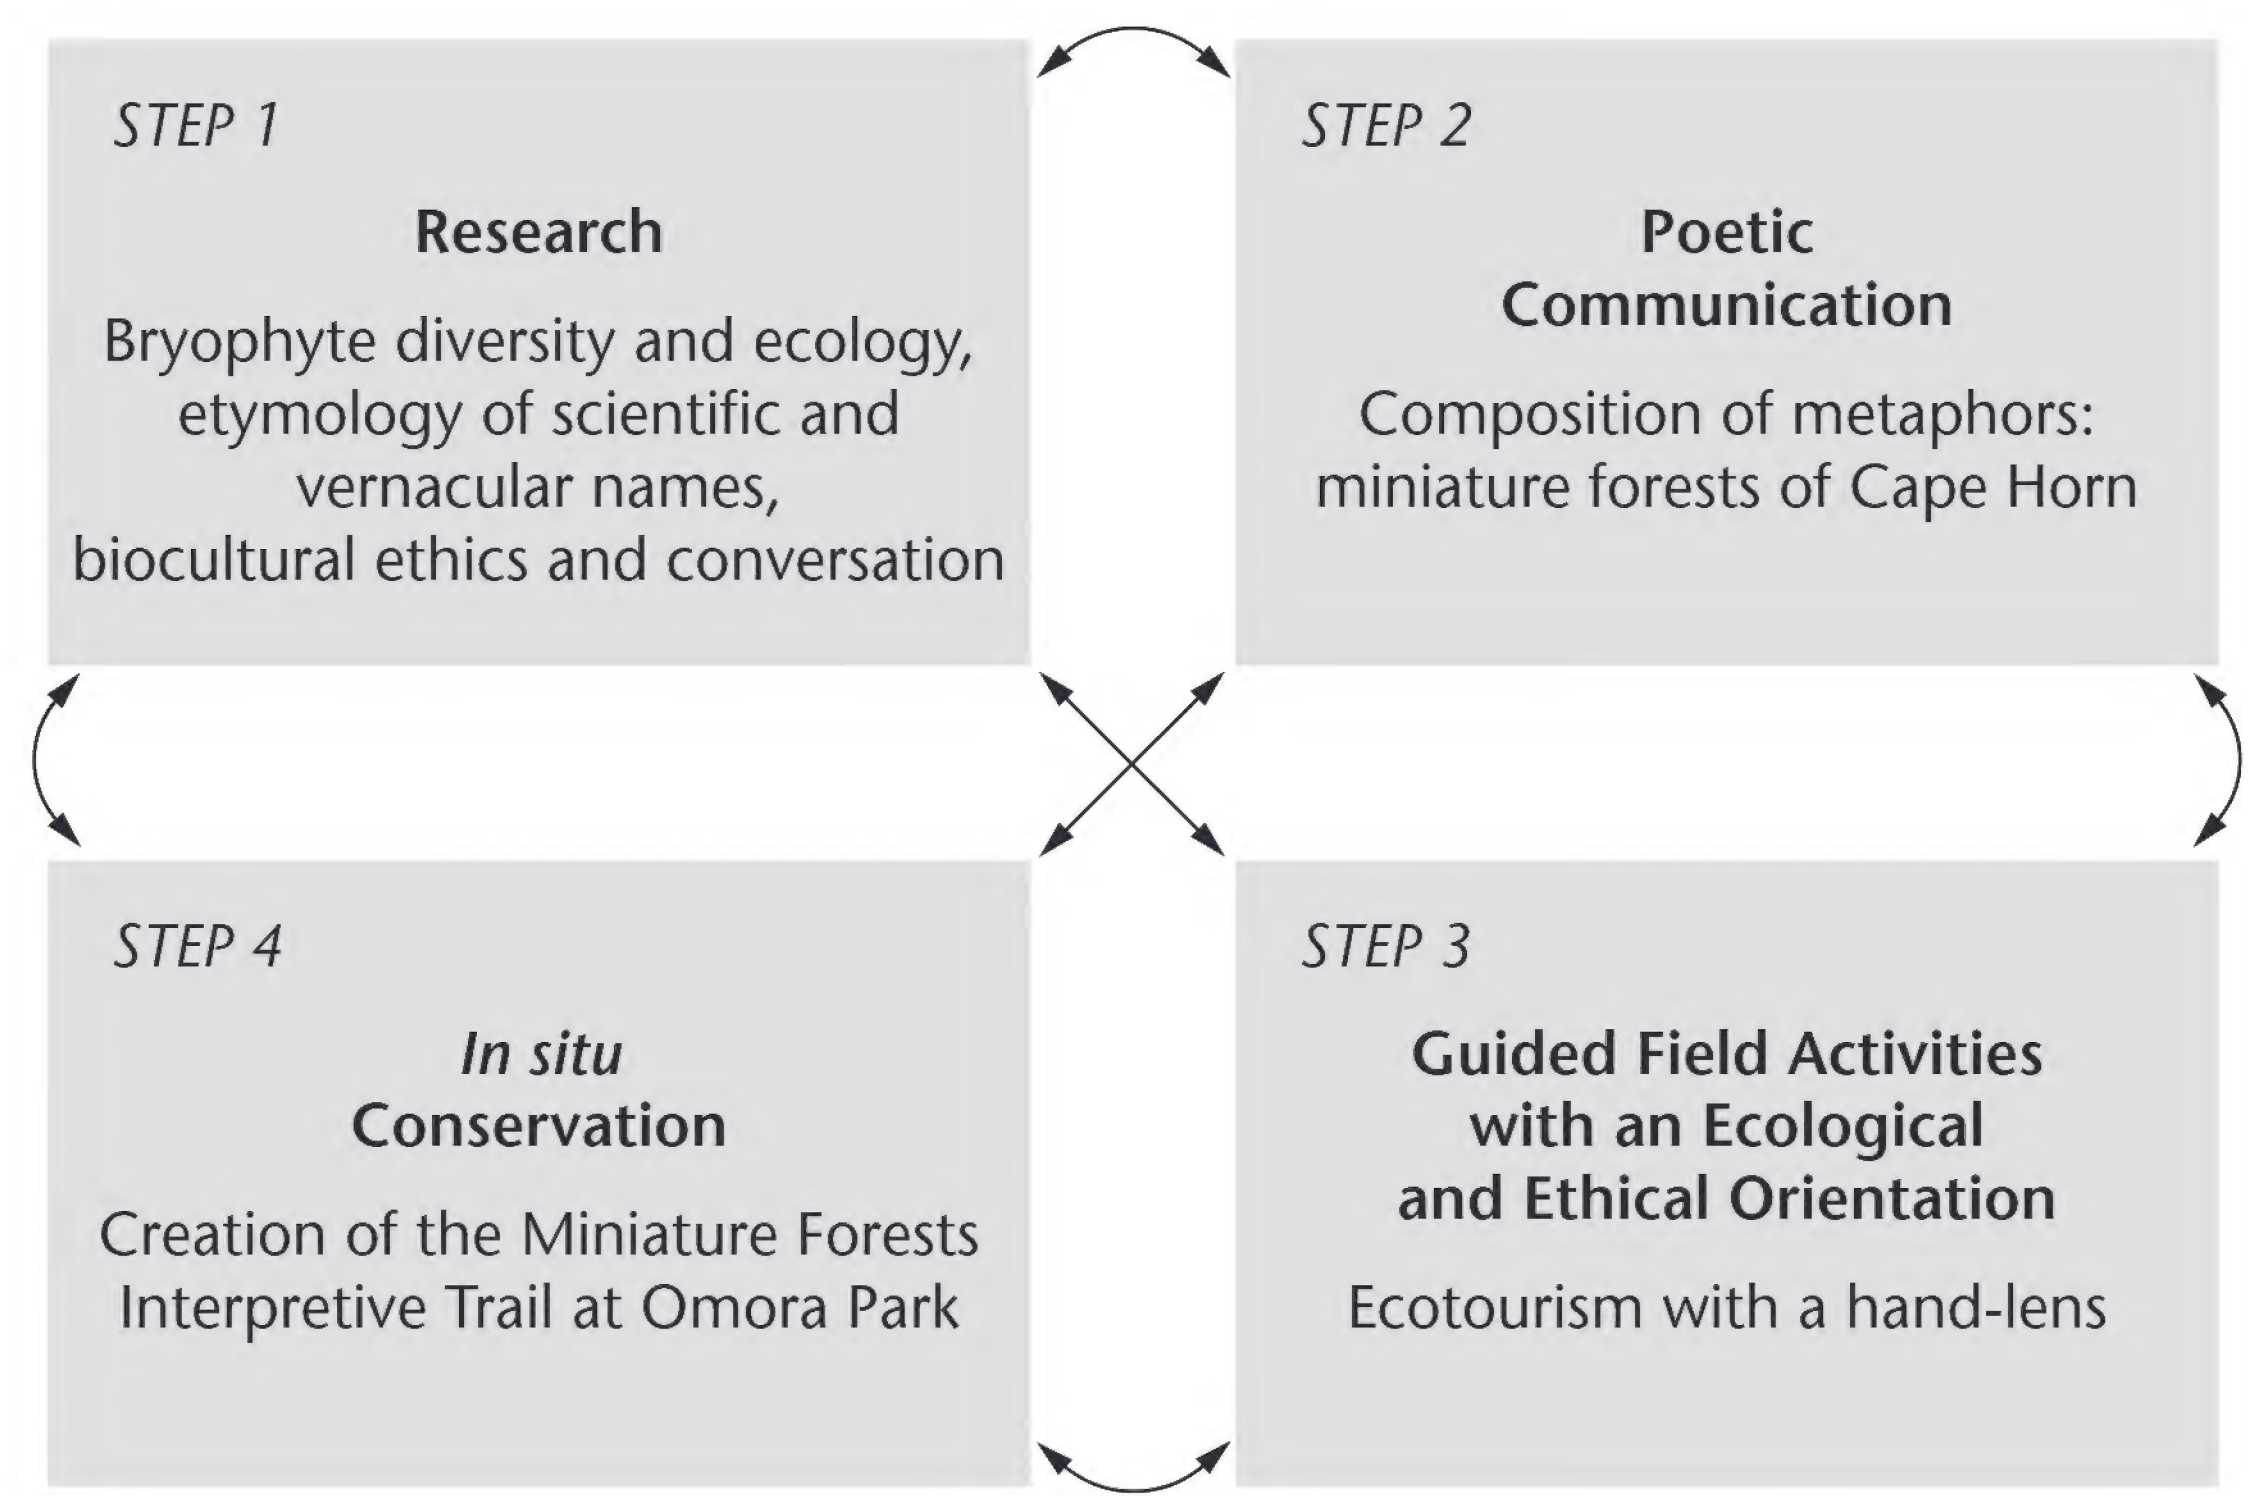 STEP 1
Research
Bryophyte diversity and ecology,
etymology of scientific and
vernacular names,
biocultural ethics and conversation
STEP 2
Poetic
Communication
Composition of metaphors:
miniature forests of Cape Horn
STEP 3
Guided Field Activities
with an Ecological
and Ethical Orientation
Ecotourism with a hand-lens
STEP 4
In situ
Conservation
Creation of the Miniature Forests
Interpretive Trail at Omora Park